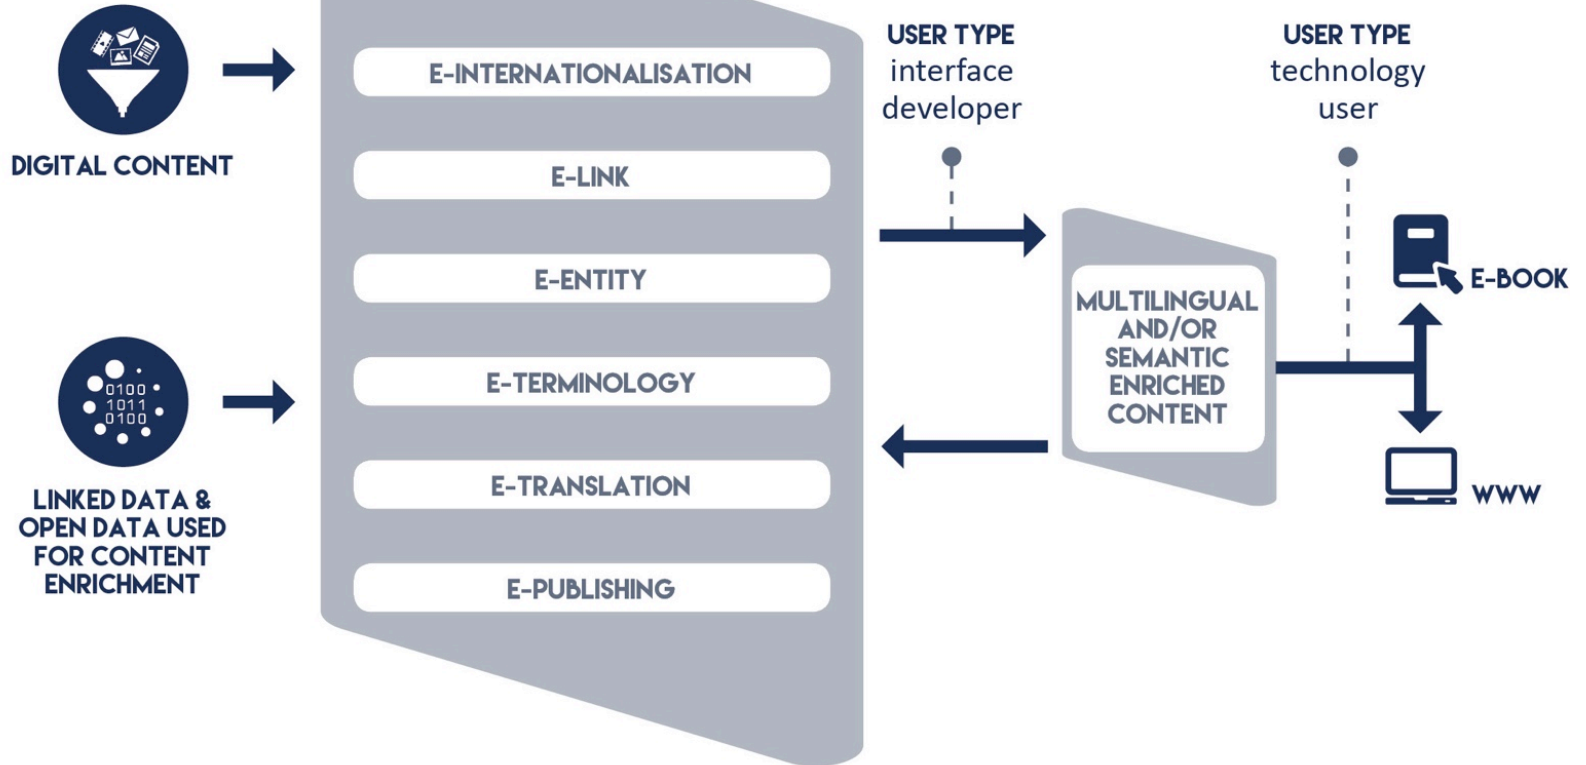 DIGITAL CONTENT
0100
1011
0100
LINKED DATA &
OPEN DATA USED
FOR CONTENT
ENRICHMENT
E-INTERNATIONALISATION
E-LINK
E-ENTITY
E-TERMINOLOGY
E-TRANSLATION
E-PUBLISHING
USER TYPE
interface
developer
MULTILINGUAL
AND/OR
SEMANTIC
ENRICHED
CONTENT
USER TYPE
technology
user
E-BOOK
WWW